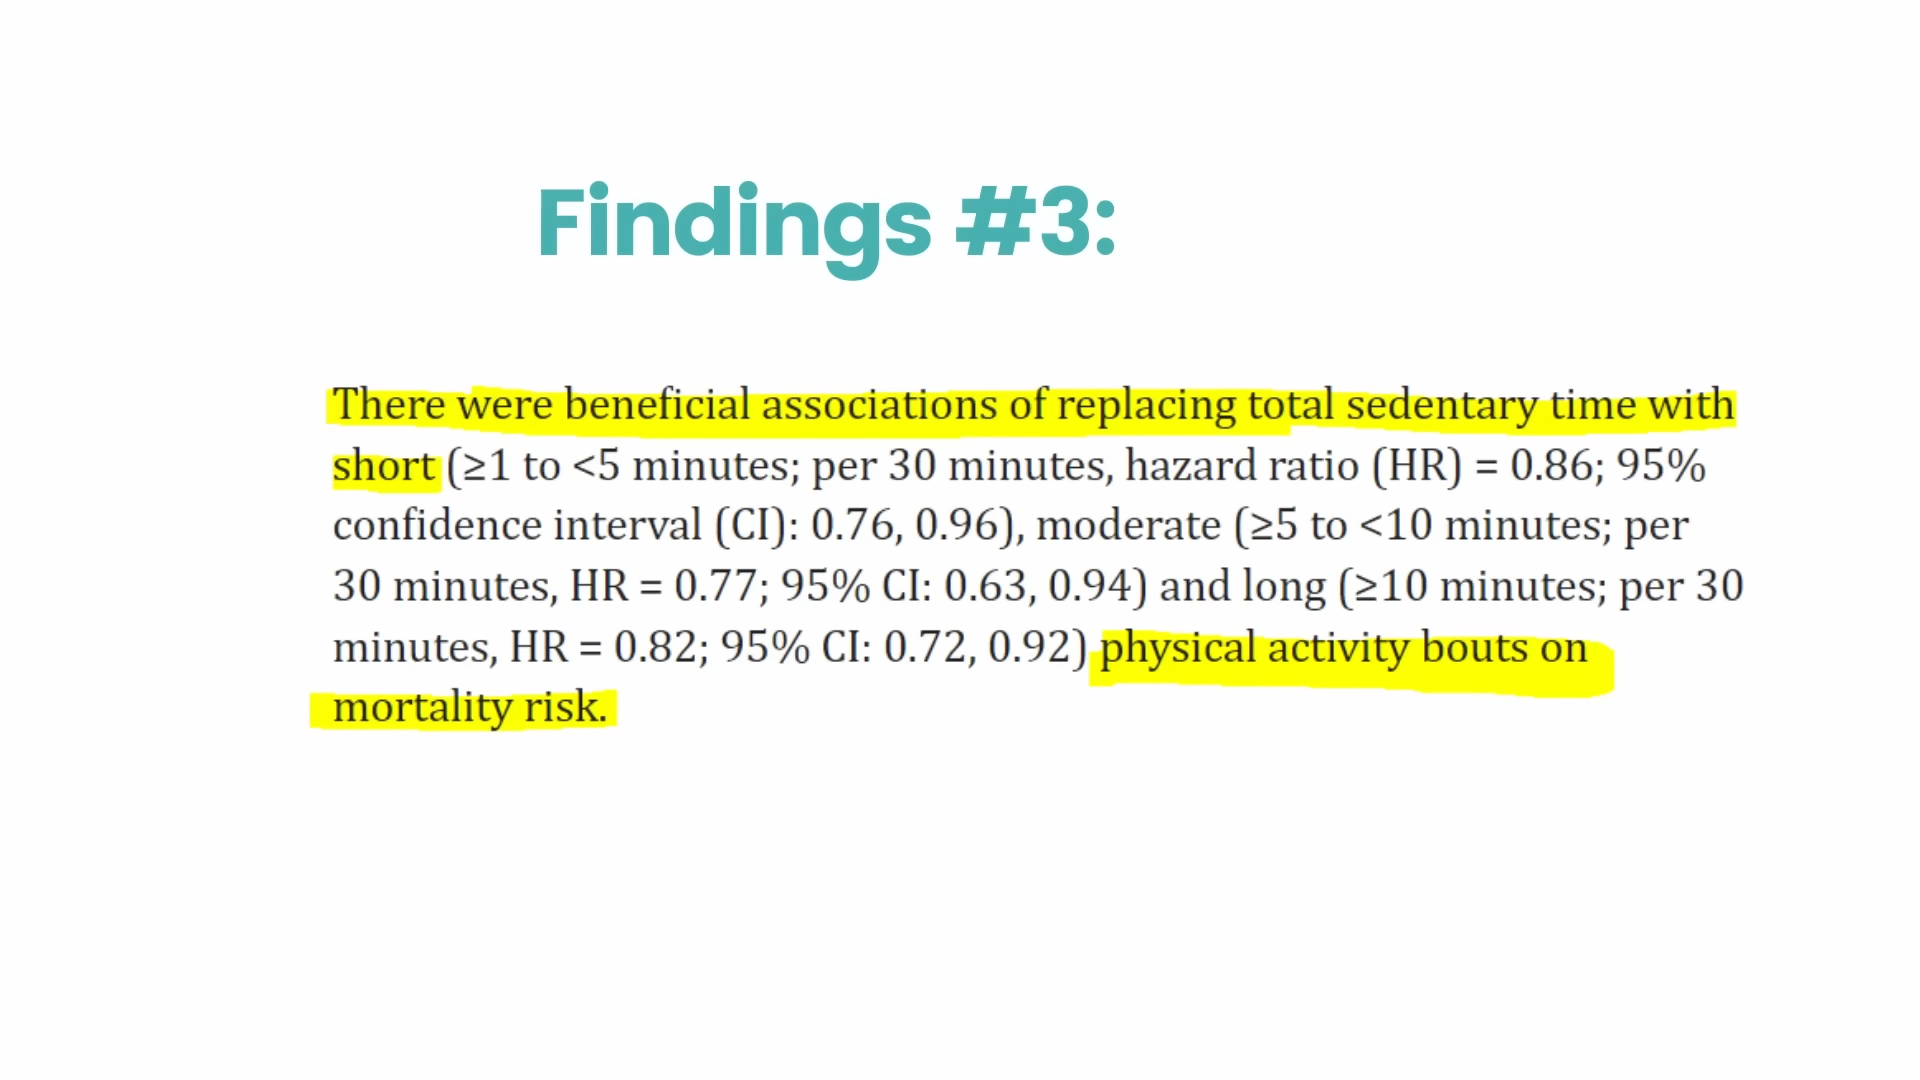 Findings #3:
There were beneficial associations of replacing total sedentary time with
short (≥1 to <5 minutes; per 30 minutes, hazard ratio (HR) = 0.86; 95%
confidence interval (CI): 0.76, 0.96), moderate (≥5 to <10 minutes; per
30 minutes, HR = 0.77; 95% CI: 0.63, 0.94) and long (≥10 minutes; per 30
minutes, HR = 0.82; 95% CI: 0.72, 0.92) physical activity bouts on
mortality risk.